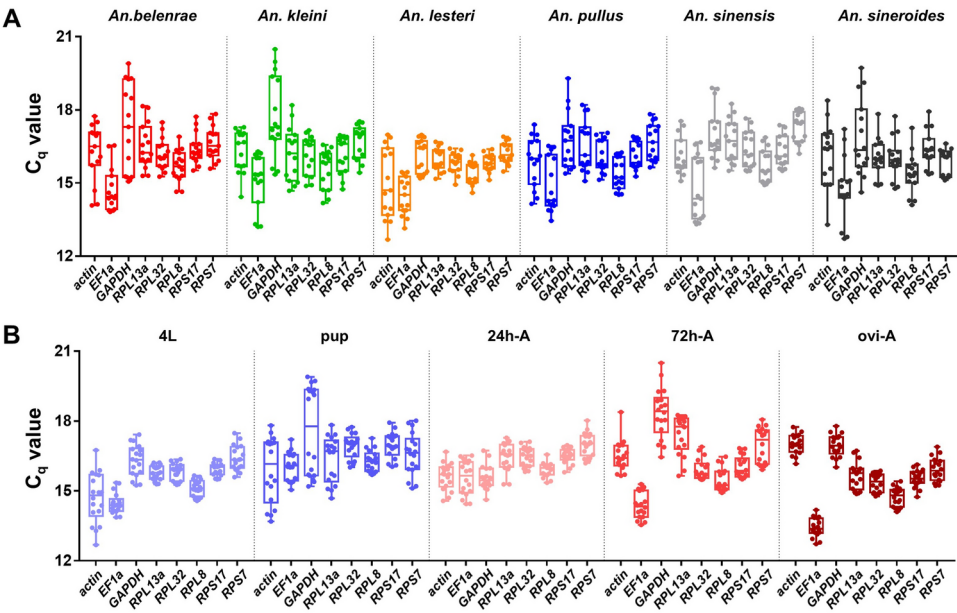 A
An.belenrae An. kleini An. lesteri An. pullus An. sinensis An. sineroides
21
18
15
12
Cq value
actin EF1a GAPDH RPL13a RPL32 RPL8 RPS17 RPS7 actin EF1a GAPDH RPL13a RPL32 RPL8 RPS17 RPS7 actin EF1a GAPDH RPL13a RPL32 RPL8 RPS17 RPS7 actin EF1a GAPDH RPL13a RPL32 RPL8 RPS17 RPS7 actin EF1a GAPDH RPL13a RPL32 RPL8 RPS17 RPS7 actin EF1a GAPDH RPL13a RPL32 RPL8 RPS17 RPS7
B
4L pup 24h-A 72h-A ovi-A
21
18
15
12
Cq value
actin EF1a GAPDH RPL13a RPL32 RPL8 RPS17 RPS7 actin EF1a GAPDH RPL13a RPL32 RPL8 RPS17 RPS7 actin EF1a GAPDH RPL13a RPL32 RPL8 RPS17 RPS7 actin EF1a GAPDH RPL13a RPL32 RPL8 RPS17 RPS7 actin EF1a GAPDH RPL13a RPL32 RPL8 RPS17 RPS7